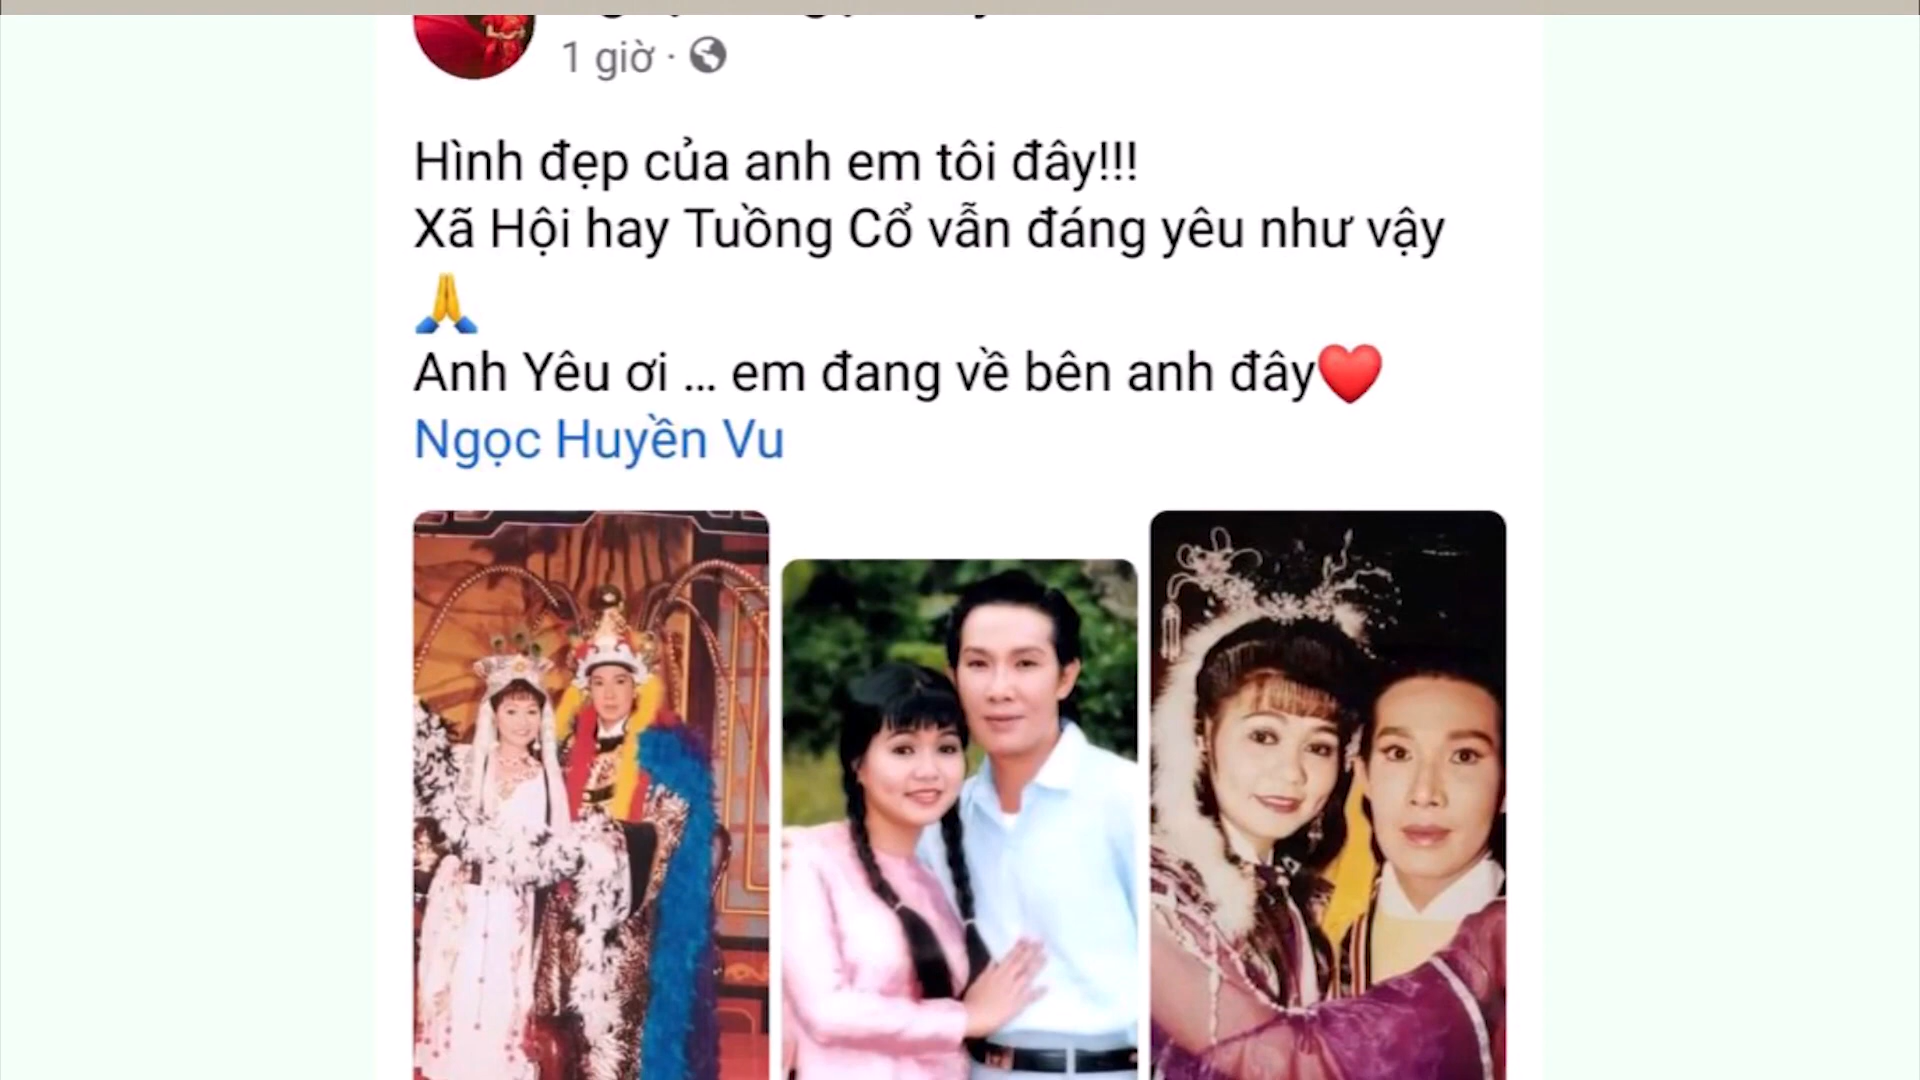 1 giờ ·
Hình đẹp của anh em tôi đây!!!
Xã Hội hay Tuồng Cổ vẫn đáng yêu như vậy
🙏
Anh Yêu ơi ... em đang về bên anh đây❤️
Ngọc Huyền Vu